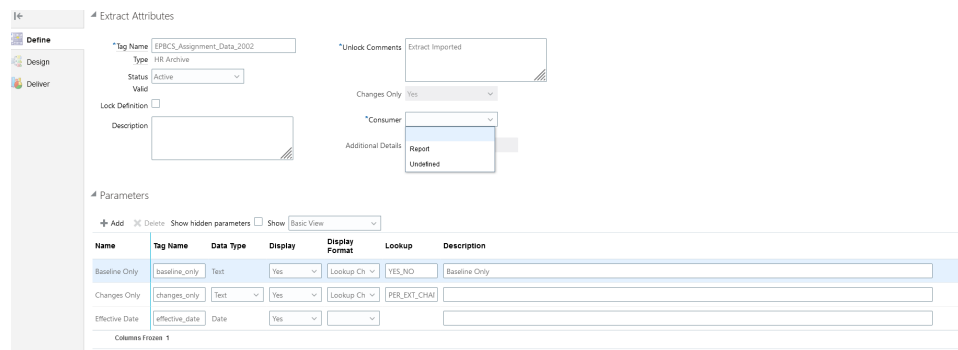 Extract Attributes
Define
Design
Deliver
*Tag Name EPBCS_Assignment_Data_2002
Type HR Archive
Status Active
Valid
Lock Definition
Description
*Unlock Comments Extract Imported
Changes Only Yes
*Consumer
Report
Undefined
Additional Details
Parameters
Add Delete Show hidden parameters Show Basic View
Name Tag Name Data Type Display Display Format Lookup Description
Baseline Only baseline_only Text Yes Lookup Ch YES_NO Baseline Only
Changes Only changes_only Text Yes Lookup Ch PER_EXT_CHAI
Effective Date effective_date Date Yes
Columns Frozen 1